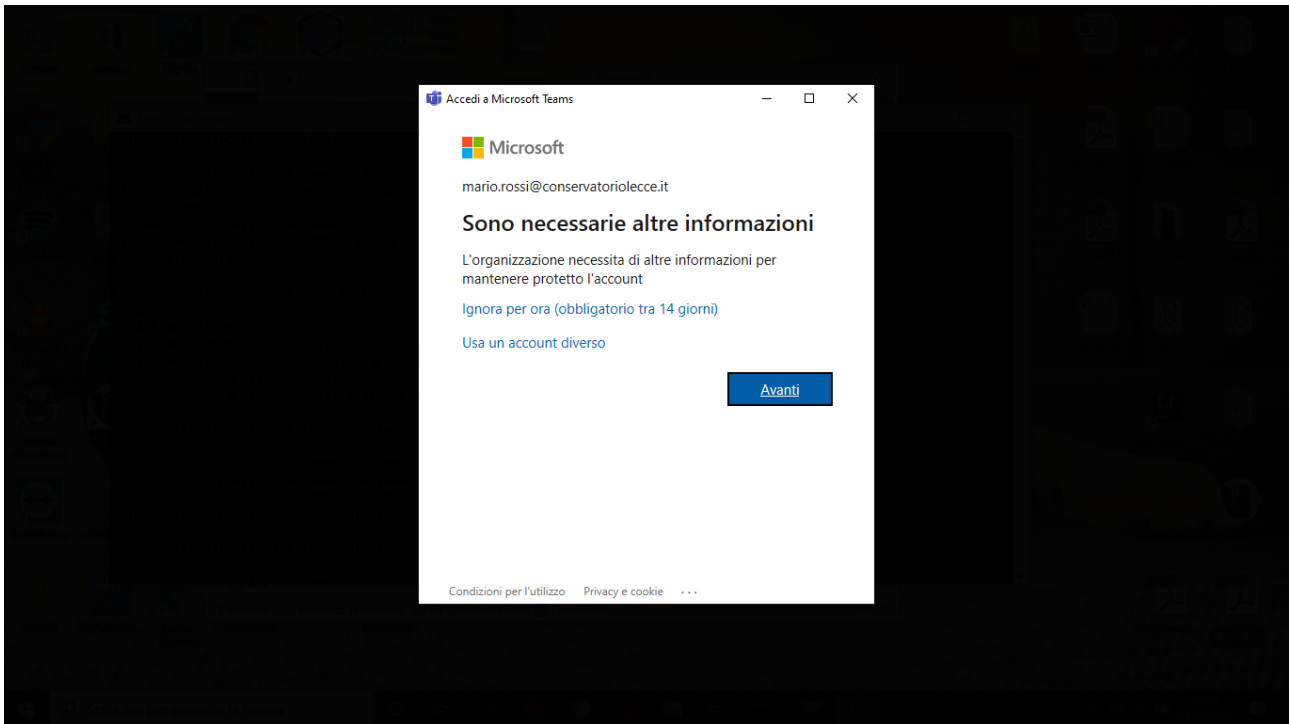 Accedi a Microsoft Teams
Microsoft
mario.rossi@conservatoriolecce.it
Sono necessarie altre informazioni
L'organizzazione necessita di altre informazioni per
mantenere protetto l'account
Ignora per ora (obbligatorio tra 14 giorni)
Usa un account diverso
Avanti
Condizioni per l'utilizzo Privacy e cookie ...